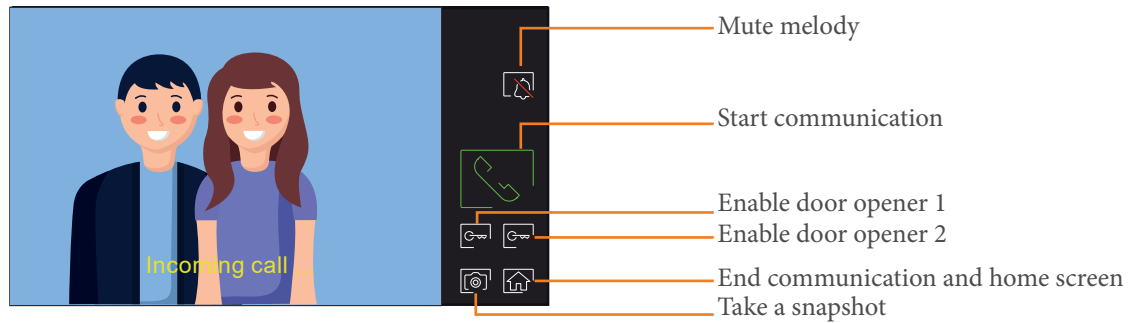 Mute melody
Start communication
Enable door opener 1
Enable door opener 2
Incoming call ...
End communication and home screen
Take a snapshot